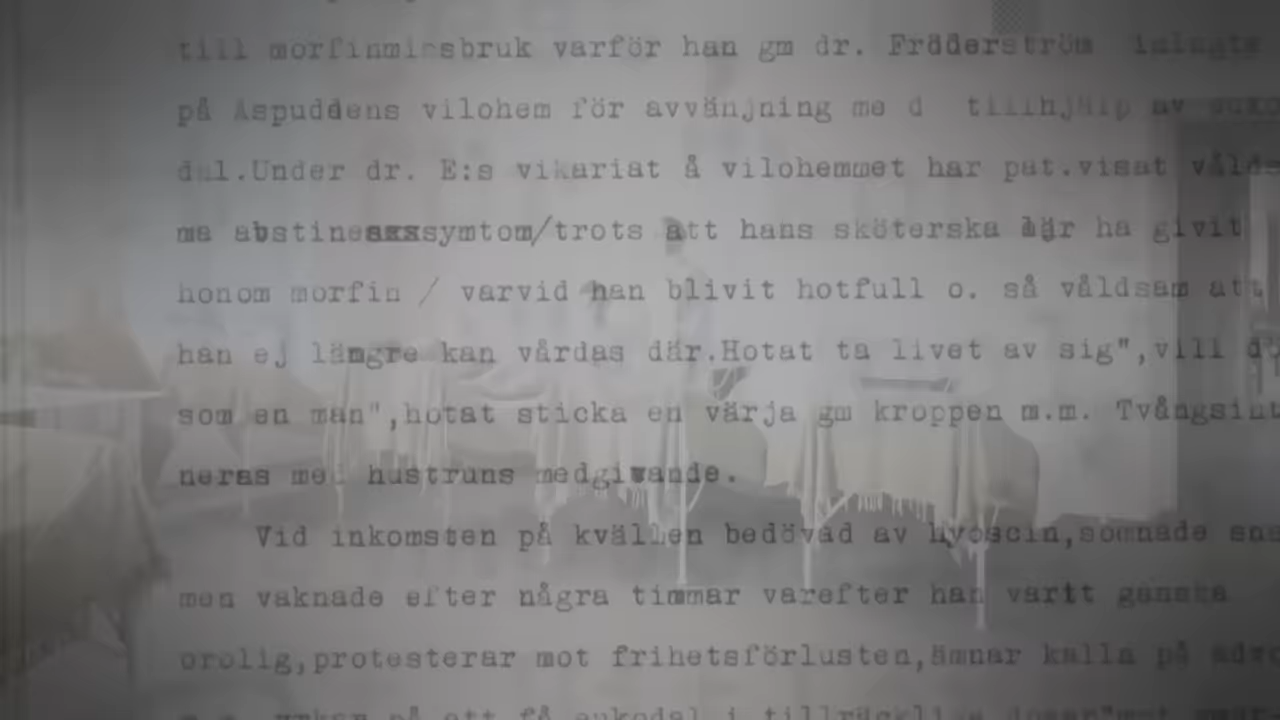 till morfinmissbruk varför han gm dr. Fräderström
på Aspuddens vilohem för avvänjning me d tillhjälp av
dal.Under dr. E:s vikariat å vilohemmet har pat.visat
ma abstinenssymtom/trots att hans sköterska där ha givit
honom morfin / varvid han blivit hotfull o. så våldsam att
han ej längre kan vårdas där.Hotat ta livet av sig",vill
som en man",hotat sticka en värja gm kroppen m.m. Tvångsint
neras med hustruns medgivande.
Vid inkomsten på kvällen bedövad av hyoscin,somnade
men vaknade efter några timmar varefter han varit ganska
orolig,protesterar mot frihetsförlusten,ämnar kalla på
på att få